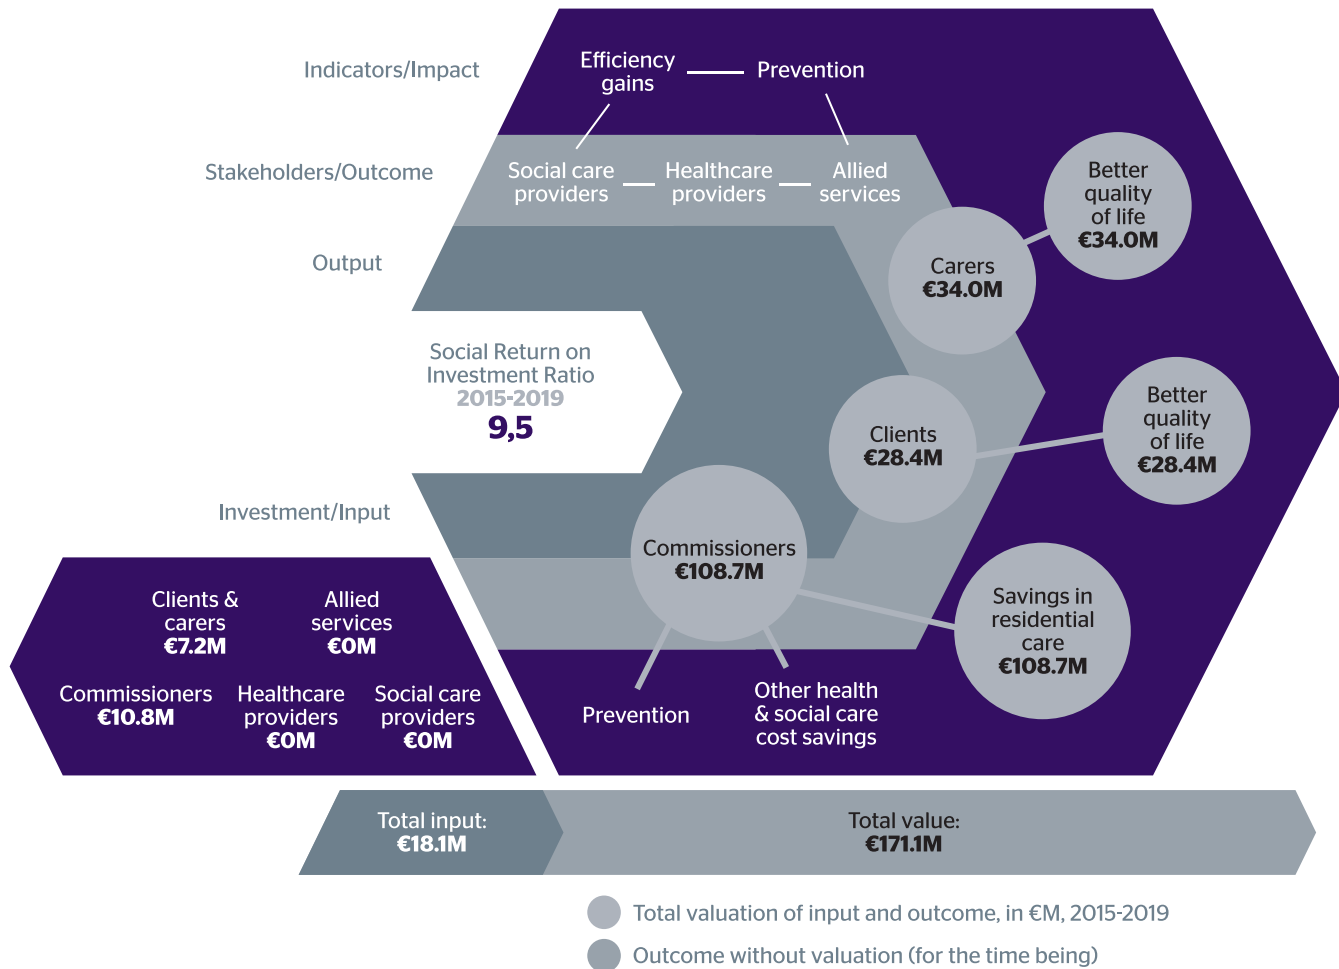 Indicators/Impact
Efficiency
gains
Prevention
Stakeholders/Outcome
Social care
providers
Healthcare
providers
Allied
services
Better
quality
of life
€34.0M
Output
Carers
€34.0M
Social Return on
Investment Ratio
2015-2019
9,5
Clients
€28.4M
Better
quality
of life
€28.4M
Investment/Input
Commissioners
€108.7M
Savings in
residential
care
€108.7M
Prevention
Other health
& social care
cost savings
Clients &
carers
€7.2M
Allied
services
€0M
Commissioners
€10.8M
Healthcare
providers
€0M
Social care
providers
€0M
Total input:
€18.1M
Total value:
€171.1M
Total valuation of input and outcome, in €M, 2015-2019
Outcome without valuation (for the time being)